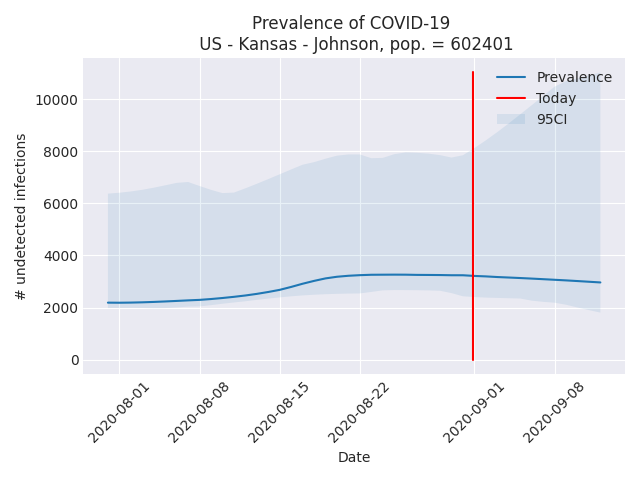 Prevalence of COVID-19
US - Kansas - Johnson, pop. = 602401
Prevalence
Today
95CI
# undetected infections
10000
8000
6000
4000
2000
0
2020-08-01
2020-08-08
2020-08-15
2020-08-22
2020-09-01
2020-09-08
Date